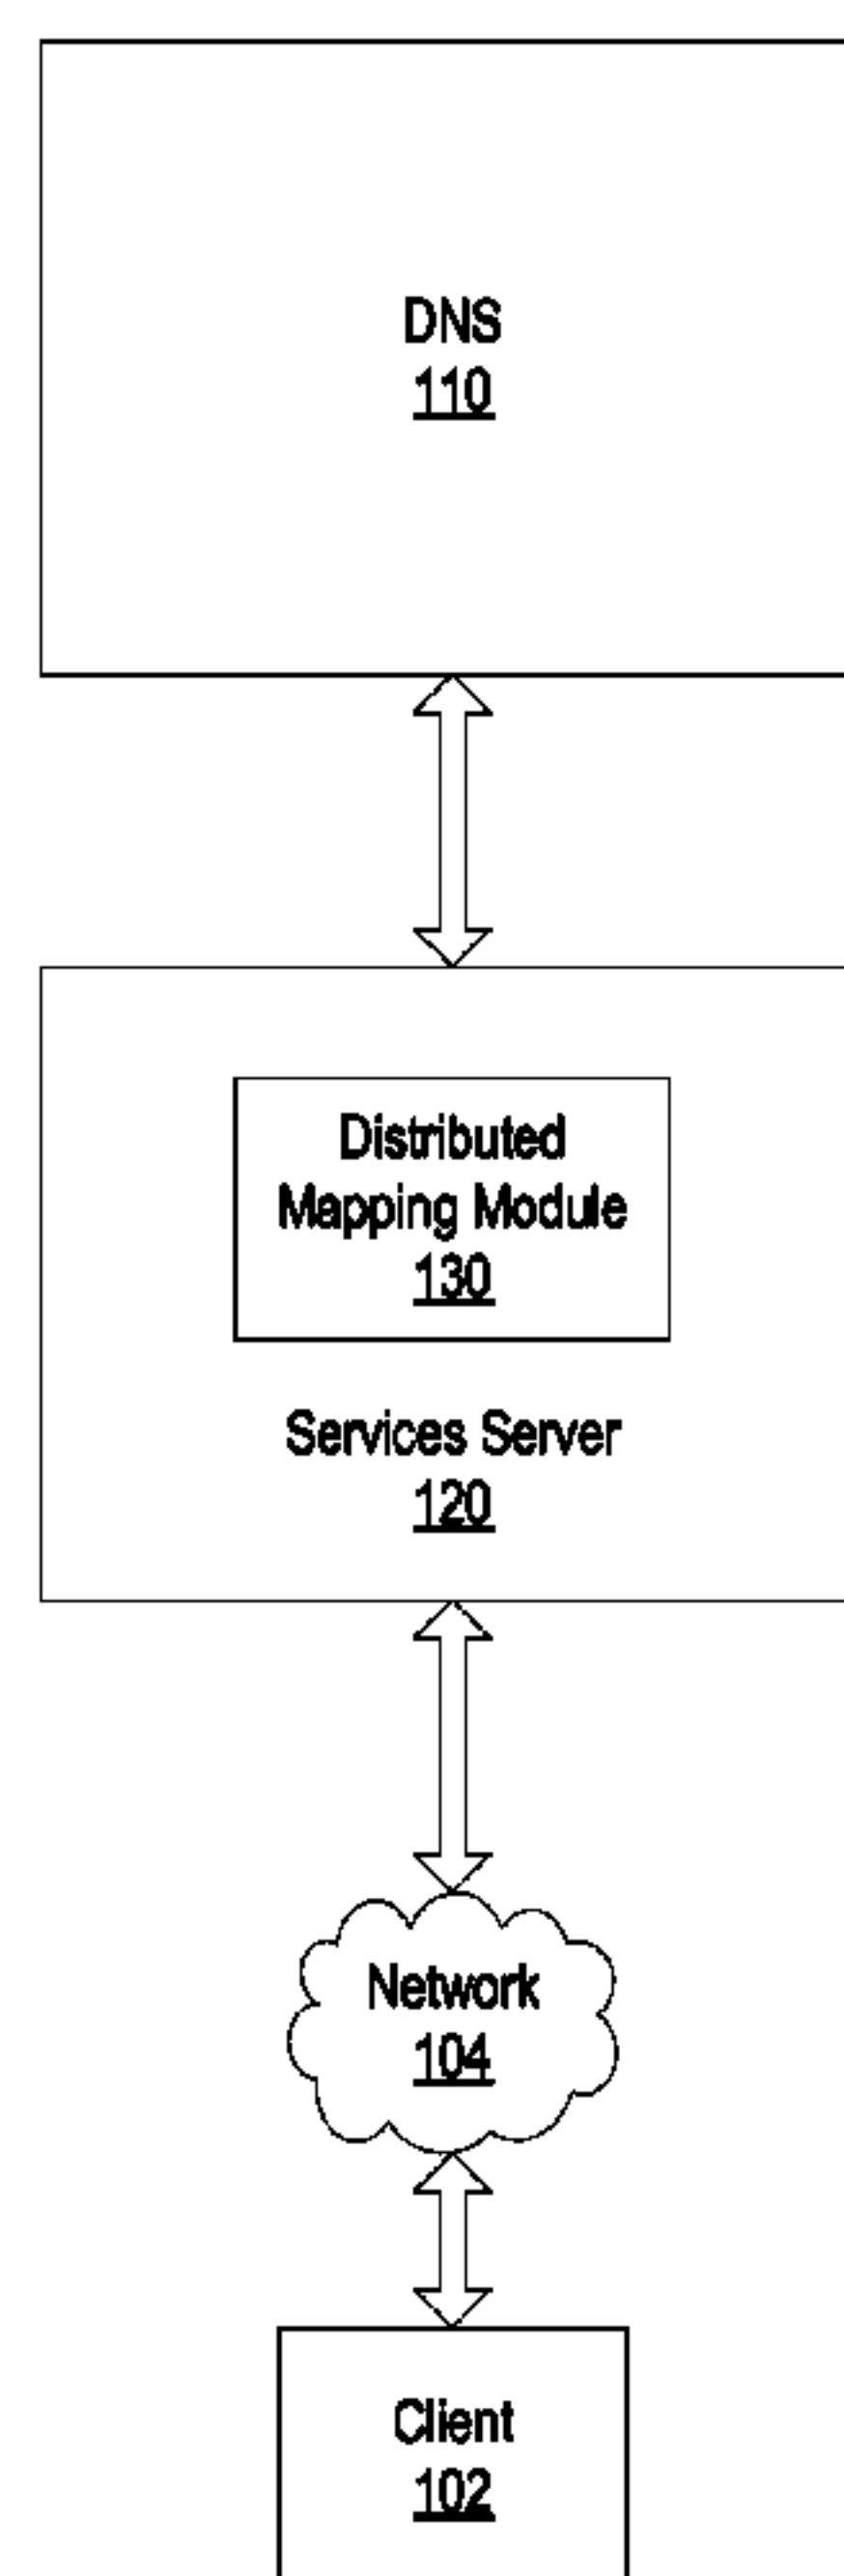 DNS
110
Distributed
Mapping Module
130
Services Server
120
Network
104
Client
102